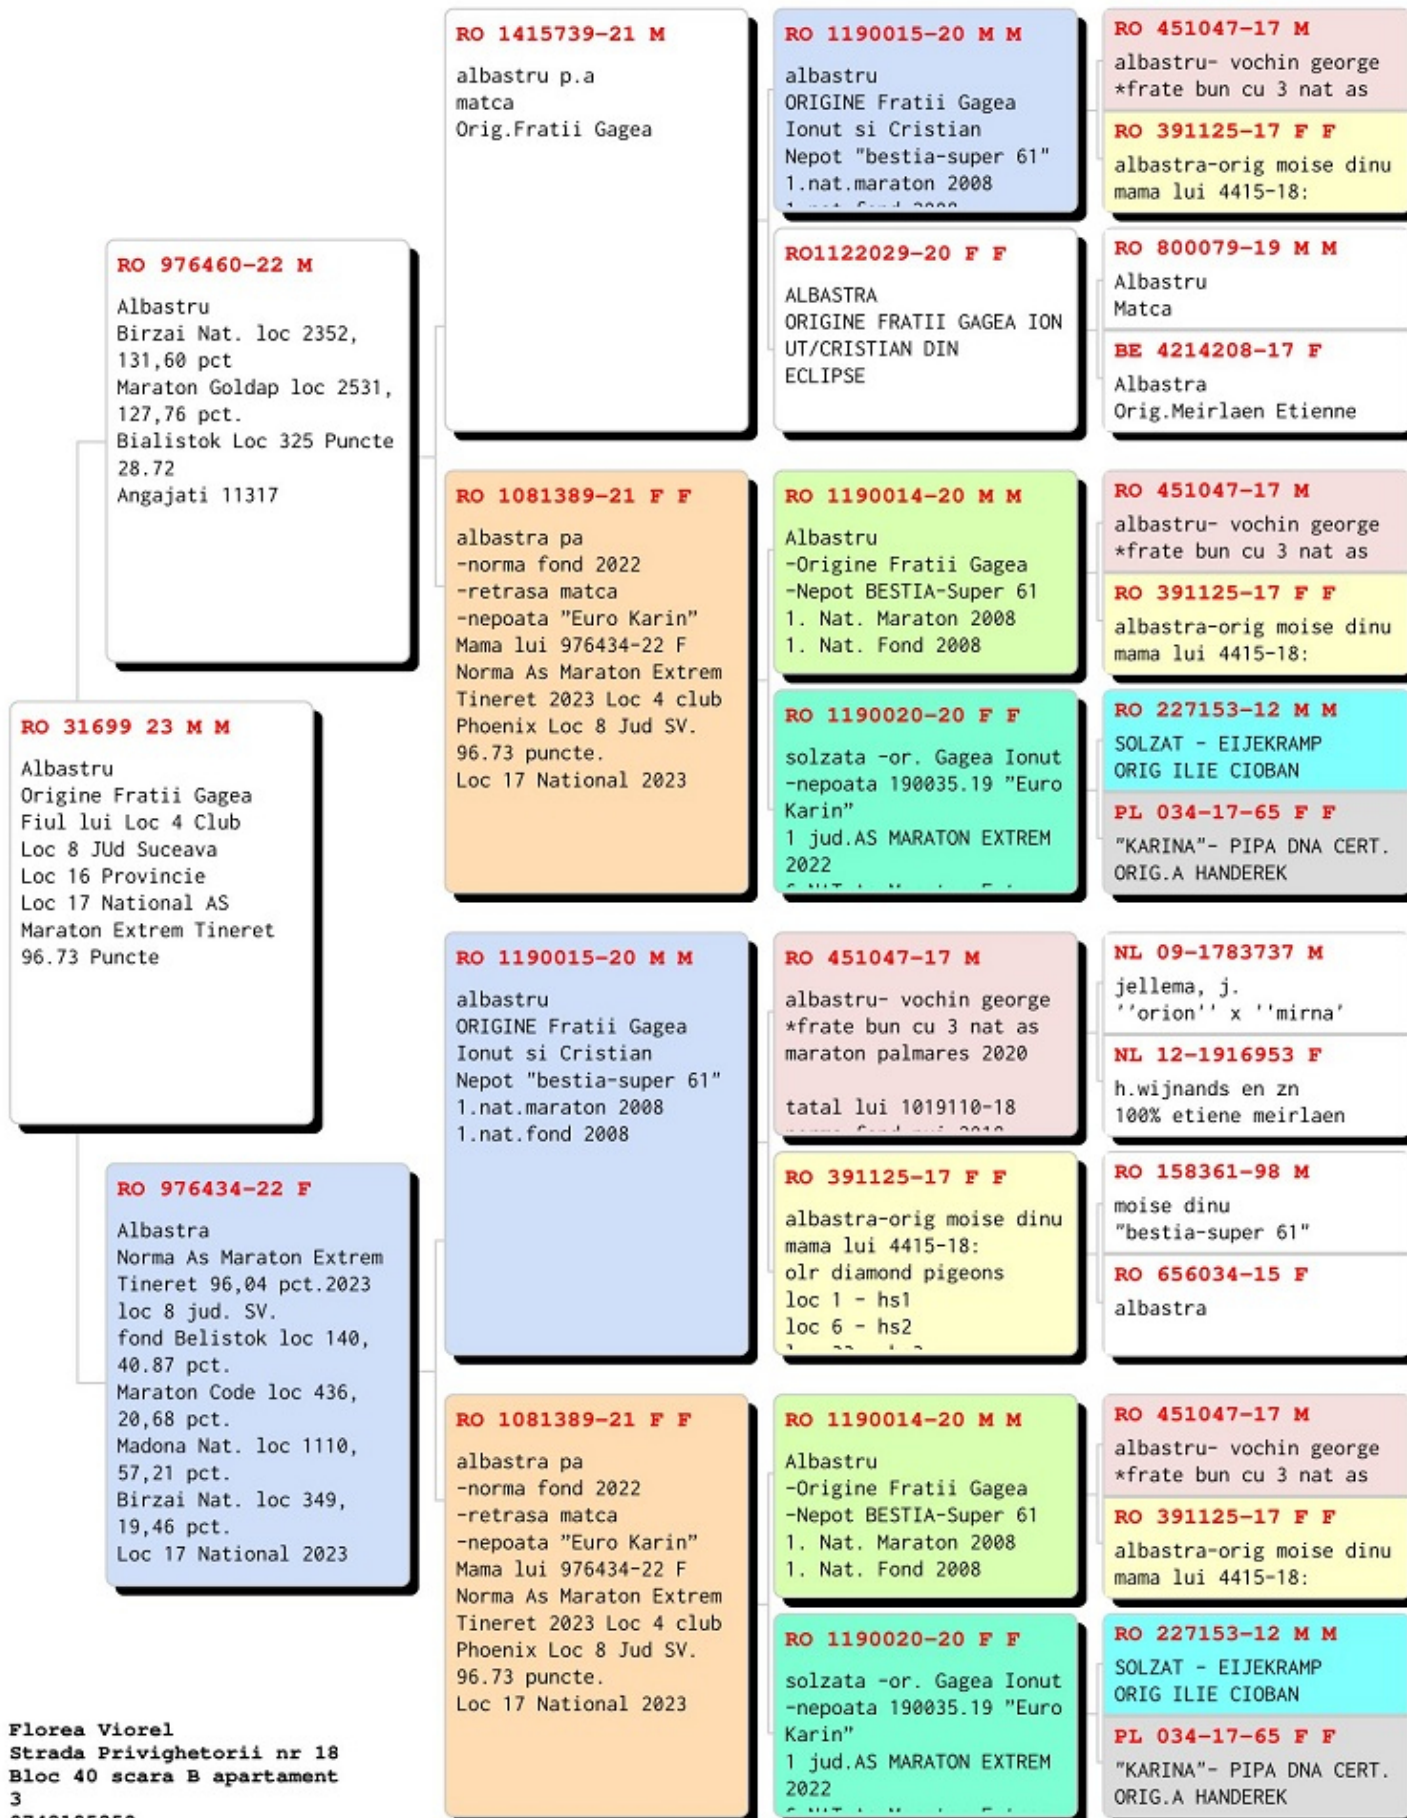 RO 31699 23 M M
Albastru
Origine Fratii Gagea
Fiul lui Loc 4 Club
Loc 8 JUd Suceava
Loc 16 Provincie
Loc 17 National AS
Maraton Extrem Tineret
96.73 Puncte
RO 976460-22 M
Albastru
Birzai Nat. loc 2352,
131,60 pct
Maraton Goldap loc 2531,
127,76 pct.
Bialistok Loc 325 Puncte
28.72
Angajati 11317
RO 976434-22 F
Albastra
Norma As Maraton Extrem
Tineret 96,04 pct.2023
loc 8 jud. SV.
fond Belistok loc 140,
40.87 pct.
Maraton Code loc 436,
20,68 pct.
Madona Nat. loc 1110,
57,21 pct.
Birzai Nat. loc 349,
19,46 pct.
Loc 17 National 2023
RO 1415739-21 M
albastru p.a
matca
Orig.Fratii Gagea
RO 1081389-21 F F
albastra pa
-norma fond 2022
-retrasa matca
-nepoata "Euro Karin"
Mama lui 976434-22 F
Norma As Maraton Extrem
Tineret 2023 Loc 4 club
Phoenix Loc 8 Jud SV.
96.73 puncte.
Loc 17 National 2023
RO 1190015-20 M M
albastru
ORIGINE Fratii Gagea
Ionut si Cristian
Nepot "bestia-super 61"
1.nat.maraton 2008
1.nat.fond 2008
RO 1081389-21 F F
albastra pa
-norma fond 2022
-retrasa matca
-nepoata "Euro Karin"
Mama lui 976434-22 F
Norma As Maraton Extrem
Tineret 2023 Loc 4 club
Phoenix Loc 8 Jud SV.
96.73 puncte.
Loc 17 National 2023
RO 1190015-20 M M
albastru
ORIGINE Fratii Gagea
Ionut si Cristian
Nepot "bestia-super 61"
1.nat.maraton 2008
RO1122029-20 F F
ALBASTRA
ORIGINE FRATII GAGEA ION
UT/CRISTIAN DIN
ECLIPSE
RO 1190014-20 M M
Albastru
-Origine Fratii Gagea
-Nepot BESTIA-Super 61
1. Nat. Maraton 2008
1. Nat. Fond 2008
RO 1190020-20 F F
solzata -or. Gagea Ionut
-nepoata 190035.19 "Euro
Karin"
1 jud.AS MARATON EXTREM
2022
RO 451047-17 M
albastru- vochin george
*frate bun cu 3 nat as
maraton palmares 2020
tatal lui 1019110-18
RO 391125-17 F F
albastra-orig moise dinu
mama lui 4415-18:
olr diamond pigeons
loc 1 - hs1
loc 6 - hs2
RO 1190014-20 M M
Albastru
-Origine Fratii Gagea
-Nepot BESTIA-Super 61
1. Nat. Maraton 2008
1. Nat. Fond 2008
RO 1190020-20 F F
solzata -or. Gagea Ionut
-nepoata 190035.19 "Euro
Karin"
1 jud.AS MARATON EXTREM
2022
RO 451047-17 M
albastru- vochin george
*frate bun cu 3 nat as
RO 391125-17 F F
albastra-orig moise dinu
mama lui 4415-18:
RO 800079-19 M M
Albastru
Matca
BE 4214208-17 F
Albastra
Orig.Meirlaen Etienne
RO 451047-17 M
albastru- vochin george
*frate bun cu 3 nat as
RO 391125-17 F F
albastra-orig moise dinu
mama lui 4415-18:
RO 227153-12 M M
SOLZAT - EIJEKRAMP
ORIG ILIE CIOBAN
PL 034-17-65 F F
"KARINA"- PIPA DNA CERT.
ORIG.A HANDEREK
NL 09-1783737 M
jellema, j.
''orion'' x ''mirna'
NL 12-1916953 F
h.wijnands en zn
100% etiene meirlaen
RO 158361-98 M
moise dinu
"bestia-super 61"
RO 656034-15 F
albastra
RO 451047-17 M
albastru- vochin george
*frate bun cu 3 nat as
RO 391125-17 F F
albastra-orig moise dinu
mama lui 4415-18:
RO 227153-12 M M
SOLZAT - EIJEKRAMP
ORIG ILIE CIOBAN
PL 034-17-65 F F
"KARINA"- PIPA DNA CERT.
ORIG.A HANDEREK
Florea Viorel
Strada Privighetorii nr 18
Bloc 40 scara B apartament
3